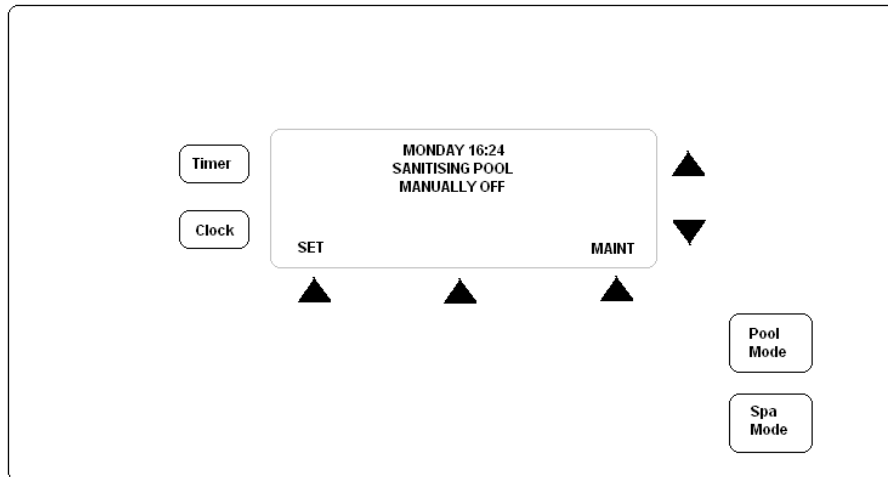 MONDAY 16:24
SANITISING POOL
MANUALLY OFF
Timer
Clock
SET
MAINT
Pool
Mode
Spa
Mode